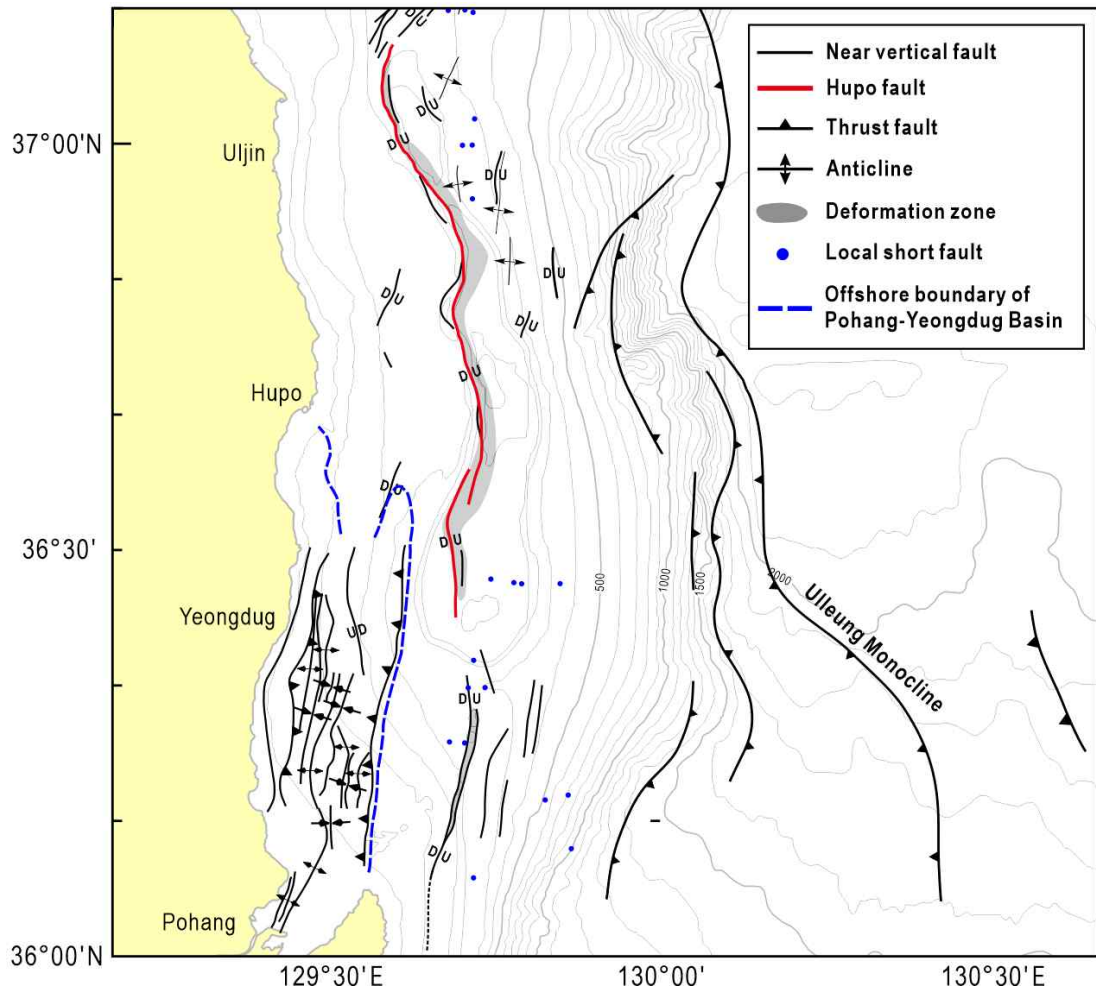 Near vertical fault
Hupo fault
Thrust fault
Anticline
Deformation zone
Local short fault
Offshore boundary of
Pohang-Yeongdug Basin
37°00'N
36°30'
36°00'N
129°30'E
130°00'
130°30'E
Uljin
Hupo
Yeongdug
Pohang
Ulleung Monocline
500
1000
1500
2000
D U
D U
D U
D U
D U
D U
D U
D U
D U
D U
U D
D U
D U